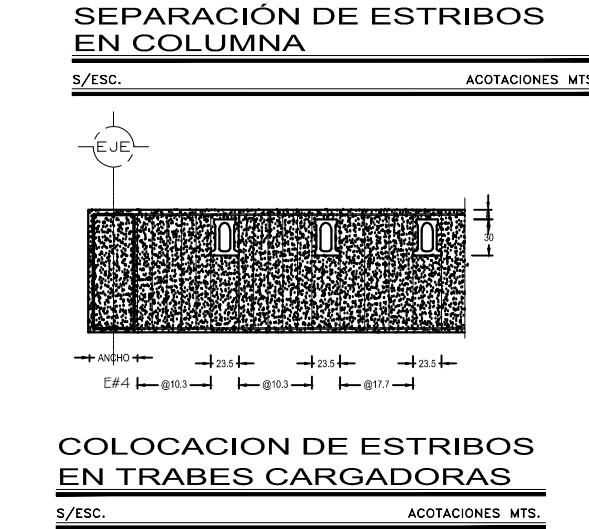 SEPARACIÓN DE ESTRIBOS
EN COLUMNA
S/ESC. ACOTACIONES MTS
EJE
30
ANCHO 23.5 23.5 23.5
E#4 @10.3 @10.3 @17.7
COLOCACION DE ESTRIBOS
EN TRABES CARGADORAS
S/ESC. ACOTACIONES MTS.